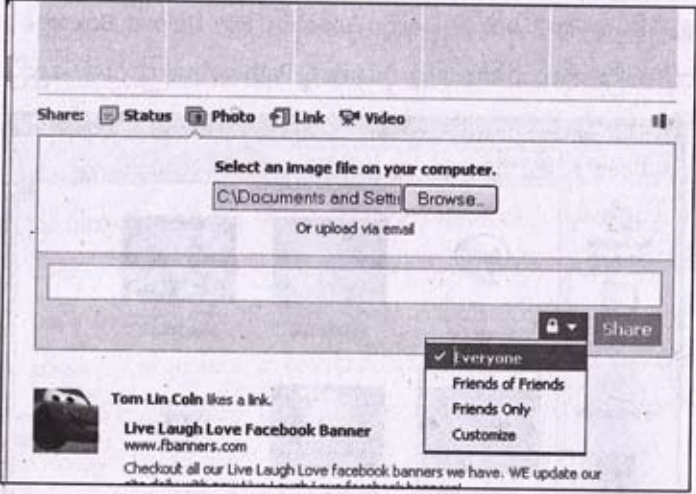 Share: Status Photo Link Video
Select an image file on your computer.
C:\Documents and Settin Browse...
Or upload via email
Share
Everyone
Friends of Friends
Friends Only
Customize
Tom Lin Coln likes a link.
Live Laugh Love Facebook Banner
www.fbanners.com
Checkout all our Live Laugh Love facebook banners we have. WE update our